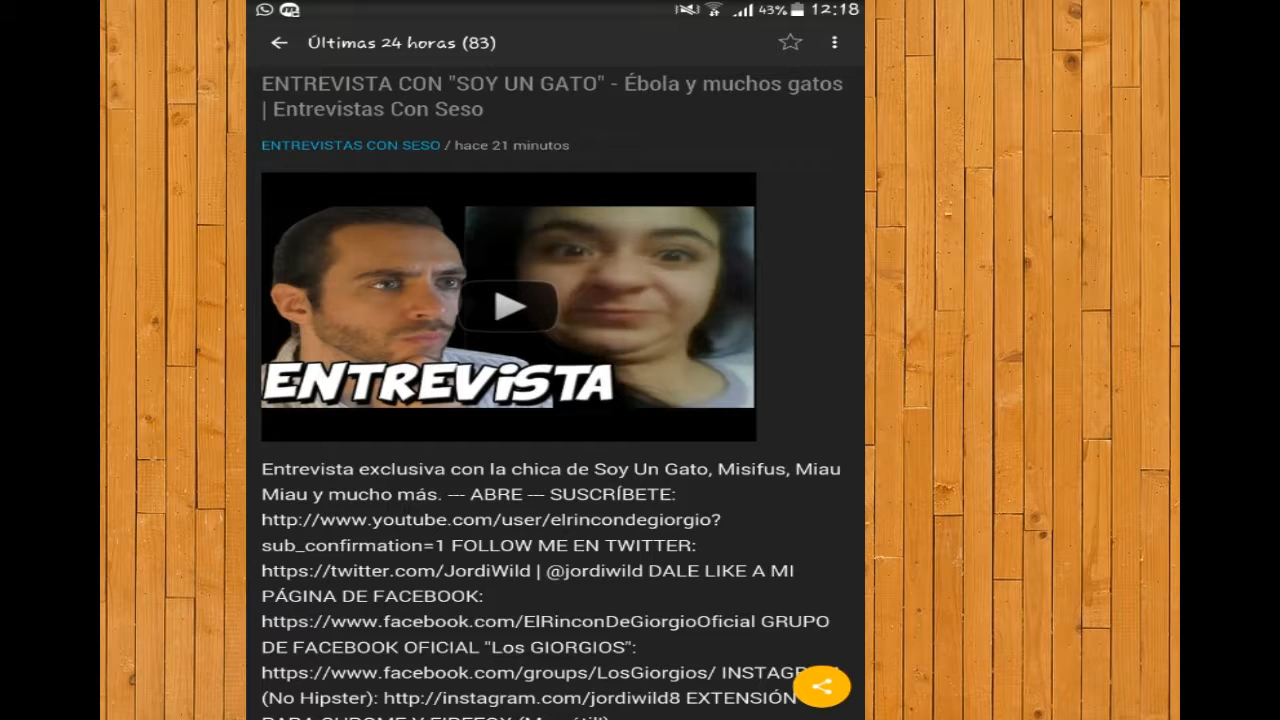 43% 12:18
Últimas 24 horas (83)
ENTREVISTA CON "SOY UN GATO" - Ébola y muchos gatos
| Entrevistas Con Seso
ENTREVISTAS CON SESO / hace 21 minutos
ENTREViSTA
Entrevista exclusiva con la chica de Soy Un Gato, Misifus, Miau
Miau y mucho más. --- ABRE --- SUSCRÍBETE:
http://www.youtube.com/user/elrincondegiorgio?
sub_confirmation=1 FOLLOW ME EN TWITTER:
https://twitter.com/JordiWild | @jordiwild DALE LIKE A MI
PÁGINA DE FACEBOOK:
https://www.facebook.com/ElRinconDeGiorgioOficial GRUPO
DE FACEBOOK OFICIAL "Los GIORGIOS":
https://www.facebook.com/groups/LosGiorgios/
(No Hipster): http://instagram.com/jordiwild8 EXTENSIÓN